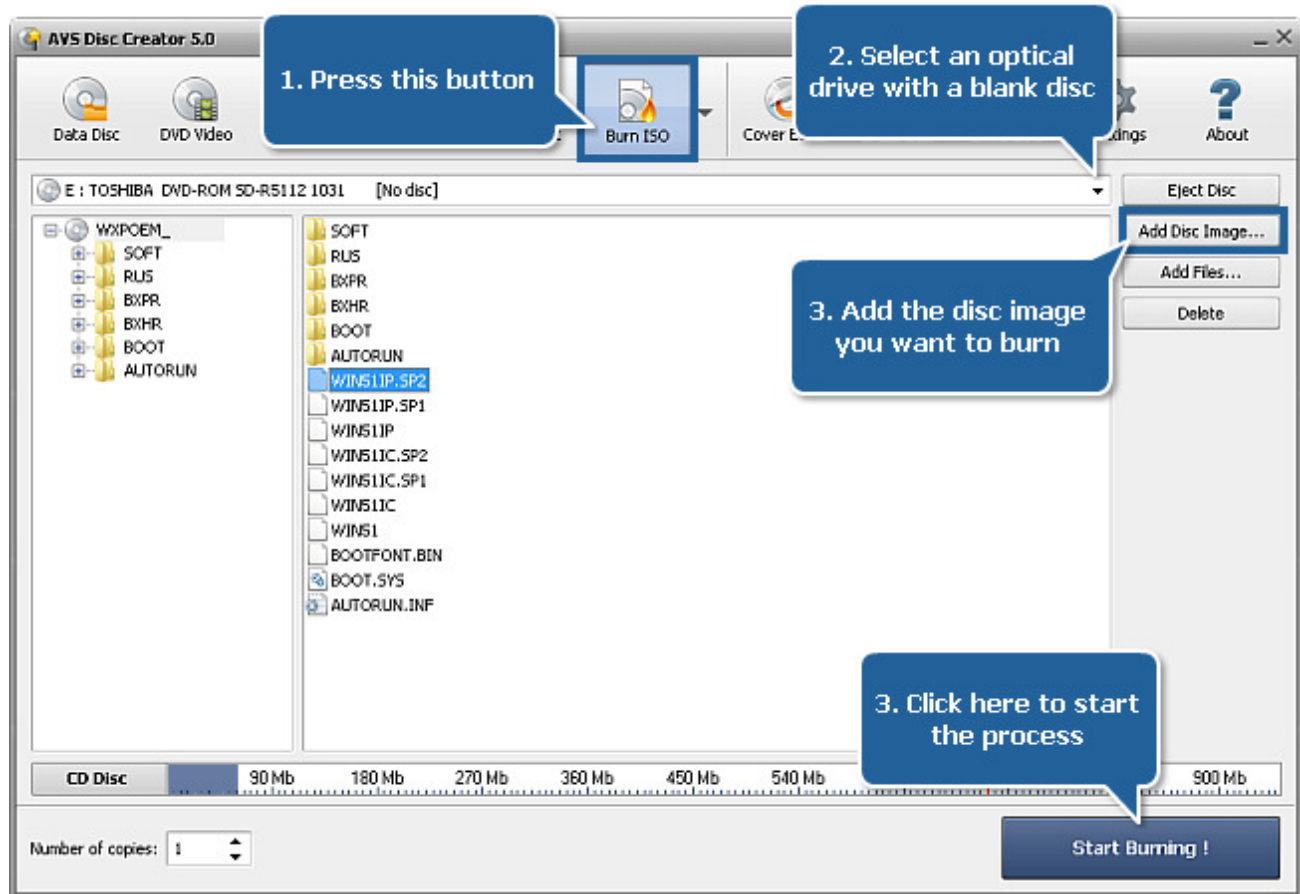 AVS Disc Creator 5.0
1. Press this button
2. Select an optical
drive with a blank disc
Data Disc
DVD Video
Burn ISO
Cover E
ings
About
E : TOSHIBA DVD-ROM SD-R5112 1031 [No disc]
Eject Disc
WXPOEM_
SOFT
RUS
BXPR
BXHR
BOOT
AUTORUN
SOFT
RUS
BXPR
BXHR
BOOT
AUTORUN
WIN51IP.SP2
WIN51IP.SP1
WIN51IP
WIN51IC.SP2
WIN51IC.SP1
WIN51IC
WIN51
BOOTFONT.BIN
BOOT.SYS
AUTORUN.INF
Add Disc Image...
Add Files...
Delete
3. Add the disc image
you want to burn
3. Click here to start
the process
CD Disc
90 Mb 180 Mb 270 Mb 360 Mb 450 Mb 540 Mb 900 Mb
Number of copies: 1
Start Burning !